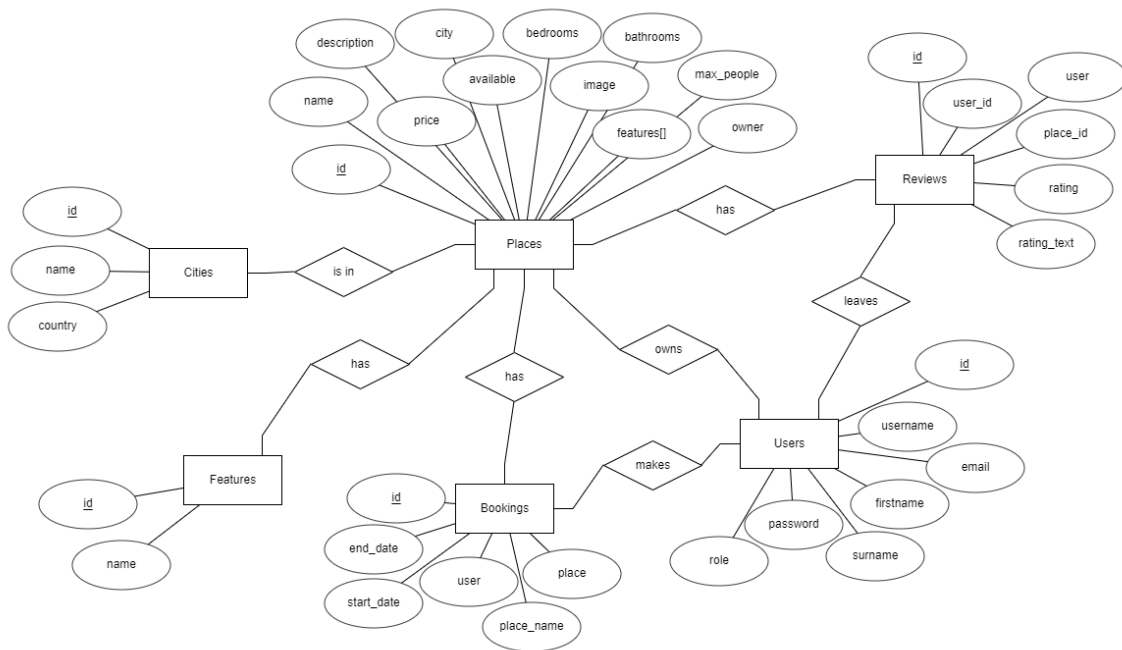 city
bedrooms
description
bathrooms
id
available
image
max_people
user
name
user_id
price
features[]
owner
place_id
id
Reviews
rating
id
has
Places
rating_text
name
Cities
is in
leaves
country
has
owns
id
has
username
Users
email
makes
Features
id
id
firstname
Bookings
password
name
end_date
place
role
surname
user
start_date
place_name